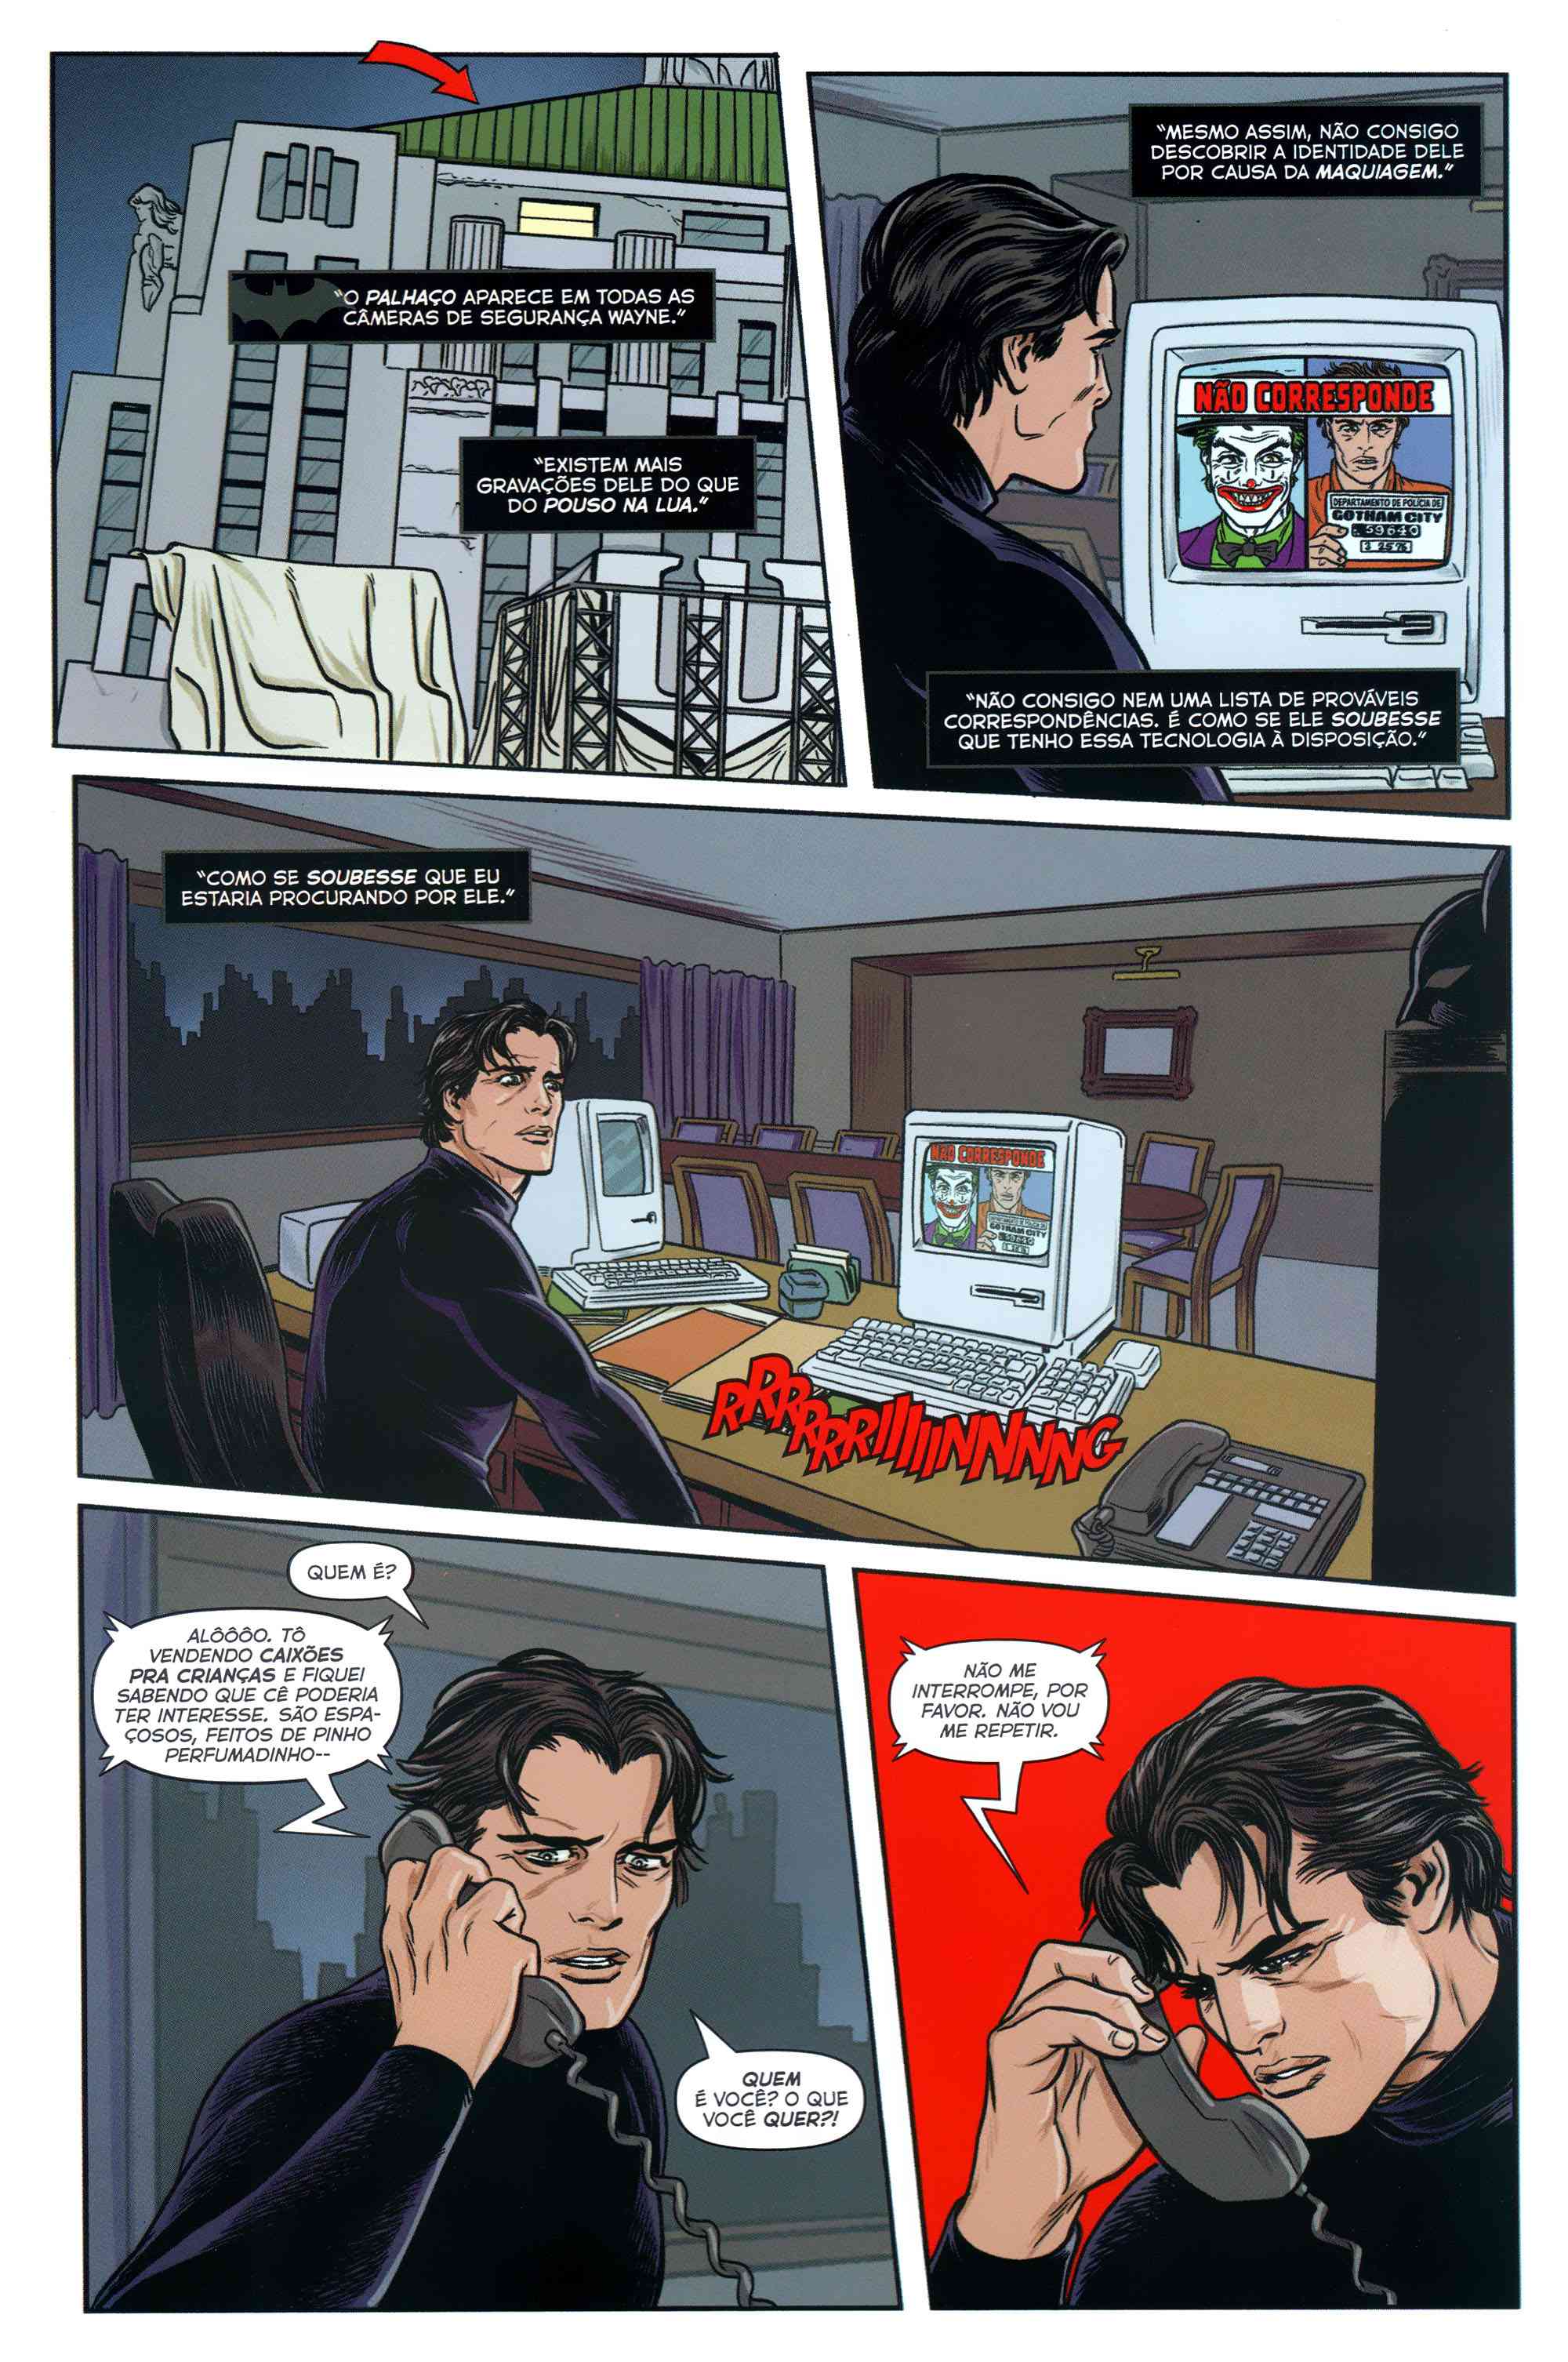 “O PALHAÇO APARECE EM TODAS AS
CÂMERAS DE SEGURANÇA WAYNE.”
“EXISTEM MAIS
GRAVAÇÕES DELE DO QUE
DO POUSO NA LUA.”
“MESMO ASSIM, NÃO CONSIGO
DESCOBRIR A IDENTIDADE DELE
POR CAUSA DA MAQUIAGEM.”
NÃO CORRESPONDE
DEPARTAMENTO DE POLÍCIA DE
GOTHAM CITY
59640
3 25 76
“NÃO CONSIGO NEM UMA LISTA DE PROVÁVEIS
CORRESPONDÊNCIAS. É COMO SE ELE SOUBESSE
QUE TENHO ESSA TECNOLOGIA À DISPOSIÇÃO.”
“COMO SE SOUBESSE QUE EU
ESTARIA PROCURANDO POR ELE.”
NÃO CORRESPONDE
GOTHAM CITY
RRRRRRRIIIIINNNNNG
QUEM É?
ALÔÔÔO. TÔ
VENDENDO CAIXÕES
PRA CRIANÇAS E FIQUEI
SABENDO QUE CÊ PODERIA
TER INTERESSE. SÃO ESPA-
ÇOSOS, FEITOS DE PINHO
PERFUMADINHO--
QUEM
É VOCÊ? O QUE
VOCÊ QUER?!
NÃO ME
INTERROMPE, POR
FAVOR. NÃO VOU
ME REPETIR.